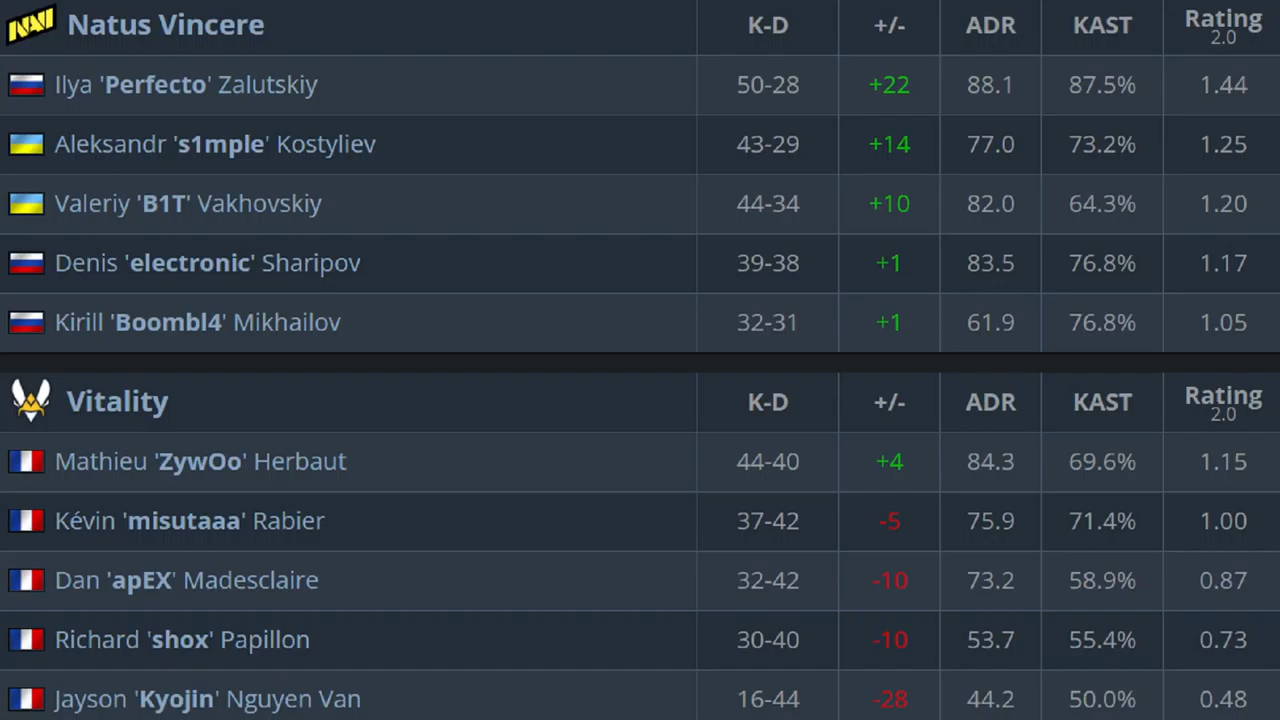 NAVI Natus Vincere K-D +/- ADR KAST Rating 2.0
Ilya 'Perfecto' Zalutskiy 50-28 +22 88.1 87.5% 1.44
Aleksandr 's1mple' Kostyliev 43-29 +14 77.0 73.2% 1.25
Valeriy 'B1T' Vakhovskiy 44-34 +10 82.0 64.3% 1.20
Denis 'electronic' Sharipov 39-38 +1 83.5 76.8% 1.17
Kirill 'Boombl4' Mikhailov 32-31 +1 61.9 76.8% 1.05
Vitality K-D +/- ADR KAST Rating 2.0
Mathieu 'ZywOo' Herbaut 44-40 +4 84.3 69.6% 1.15
Kévin 'misutaaa' Rabier 37-42 -5 75.9 71.4% 1.00
Dan 'apEX' Madesclaire 32-42 -10 73.2 58.9% 0.87
Richard 'shox' Papillon 30-40 -10 53.7 55.4% 0.73
Jayson 'Kyojin' Nguyen Van 16-44 -28 44.2 50.0% 0.48